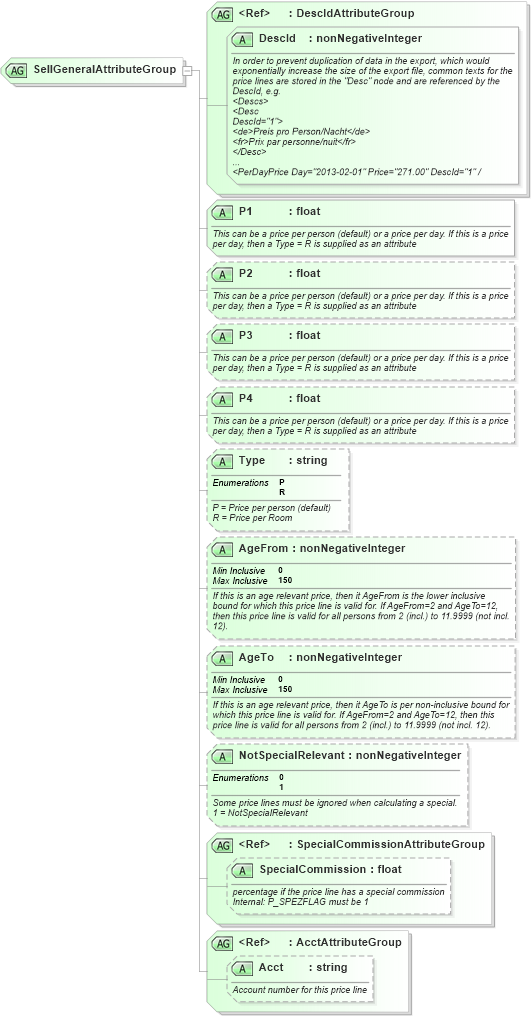 AG <Ref> : DescIdAttributeGroup
A DescId : nonNegativeInteger
In order to prevent duplication of data in the export, which would
exponentially increase the size of the export file, common texts for the
price lines are stored in the "Desc" node and are referenced by the
DescId, e.g.
<Descs>
<Desc
DescId="1">
<de>Preis pro Person/Nacht</de>
<fr>Prix par personne/nuit</fr>
</Desc>
...
<PerDayPrice Day="2013-02-01" Price="271.00" DescId="1" /
AG SellGeneralAttributeGroup
A P1 : float
This can be a price per person (default) or a price per day. If this is a price
per day, then a Type = R is supplied as an attribute
A P2 : float
This can be a price per person (default) or a price per day. If this is a price
per day, then a Type = R is supplied as an attribute
A P3 : float
This can be a price per person (default) or a price per day. If this is a price
per day, then a Type = R is supplied as an attribute
A P4 : float
This can be a price per person (default) or a price per day. If this is a price
per day, then a Type = R is supplied as an attribute
A Type : string
Enumerations P
R
P = Price per person (default)
R = Price per Room
A AgeFrom : nonNegativeInteger
Min Inclusive 0
Max Inclusive 150
If this is an age relevant price, then it AgeFrom is the lower inclusive
bound for which this price line is valid for. If AgeFrom=2 and AgeTo=12,
then this price line is valid for all persons from 2 (incl.) to 11.9999 (not incl.
12).
A AgeTo : nonNegativeInteger
Min Inclusive 0
Max Inclusive 150
If this is an age relevant price, then it AgeTo is per non-inclusive bound for
which this price line is valid for. If AgeFrom=2 and AgeTo=12, then this
price line is valid for all persons from 2 (incl.) to 11.9999 (not incl. 12).
A NotSpecialRelevant : nonNegativeInteger
Enumerations 0
1
Some price lines must be ignored when calculating a special.
1 = NotSpecialRelevant
AG <Ref> : SpecialCommissionAttributeGroup
A SpecialCommission : float
percentage if the price line has a special commission
Internal: P_SPEZFLAG must be 1
AG <Ref> : AcctAttributeGroup
A Acct : string
Account number for this price line